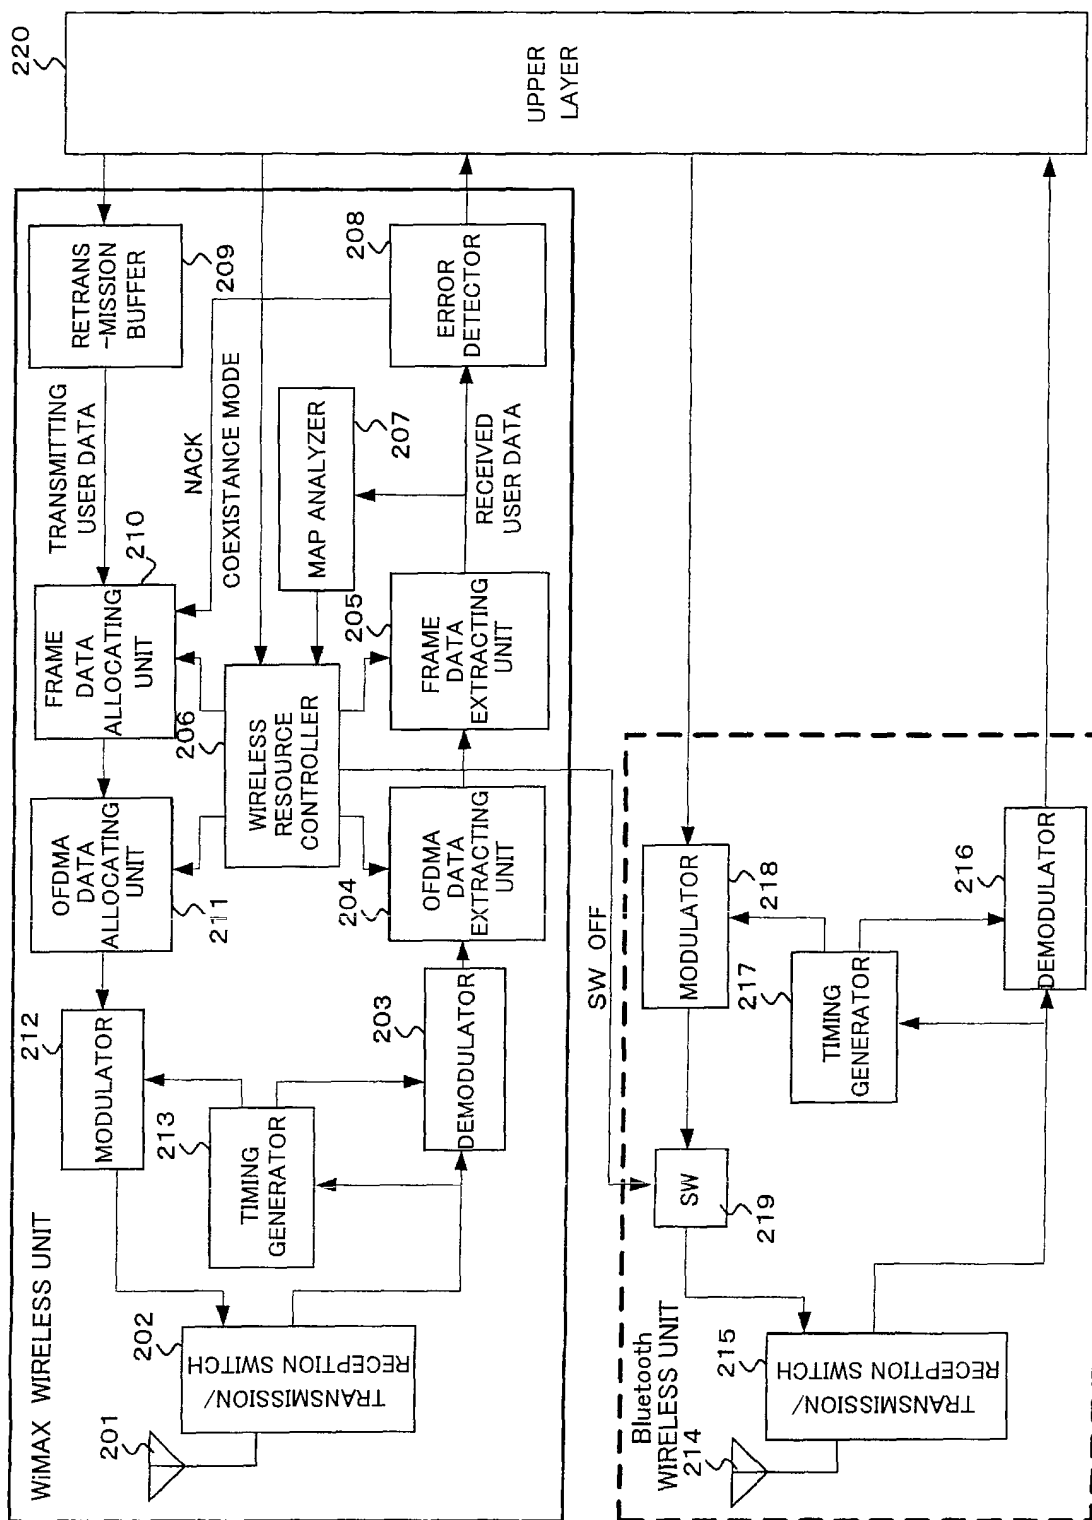 WiMAX WIRELESS UNIT
201
202
TRANSMISSION/
RECEPTION SWITCH
212
MODULATOR
213
TIMING
GENERATOR
203
DEMODULATOR
OFDMA
DATA
ALLOCATING
UNIT
211
204
OFDMA
DATA
EXTRACTING
UNIT
206
WIRELESS
RESOURCE
CONTROLLER
FRAME
DATA
ALLOCATING
UNIT
210
205
FRAME
DATA
EXTRACTING
UNIT
TRANSMITTING
USER DATA
NACK
COEXISTANCE MODE
MAP ANALYZER
207
RECEIVED
USER DATA
RETRANS
-MISSION
BUFFER
209
208
ERROR
DETECTOR
220
UPPER
LAYER
SW OFF
Bluetooth
WIRELESS UNIT
214
215
TRANSMISSION/
RECEPTION SWITCH
SW
219
MODULATOR
218
217
TIMING
GENERATOR
216
DEMODULATOR